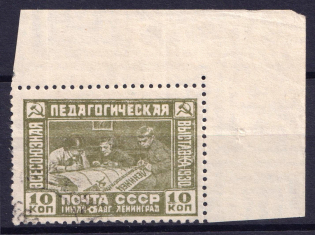 ПЕДАГОГИЧЕСКАЯ
ВСЕСОЮЗНАЯ
ВЫСТАВКА-1930
ПОЧТА СССР
10 КОП
ЛЕНИНГРАД
10 КОП